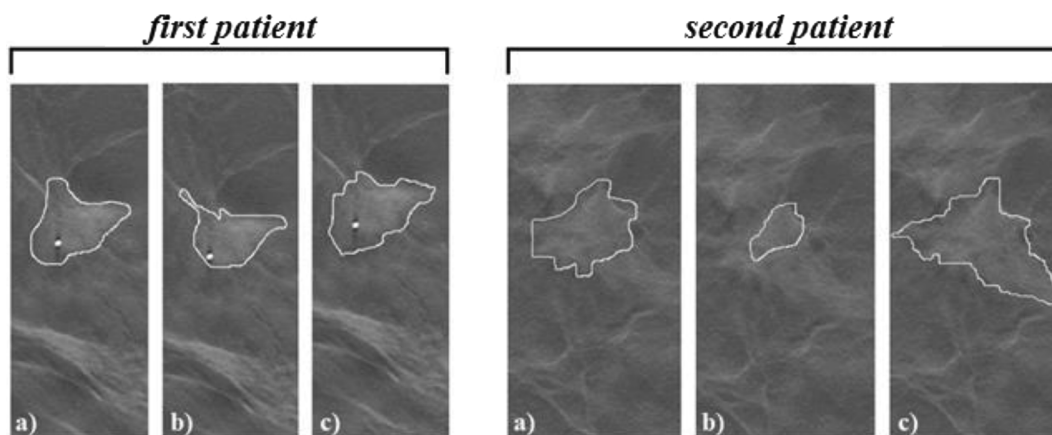 first patient
second patient
a)
b)
c)
a)
b)
c)